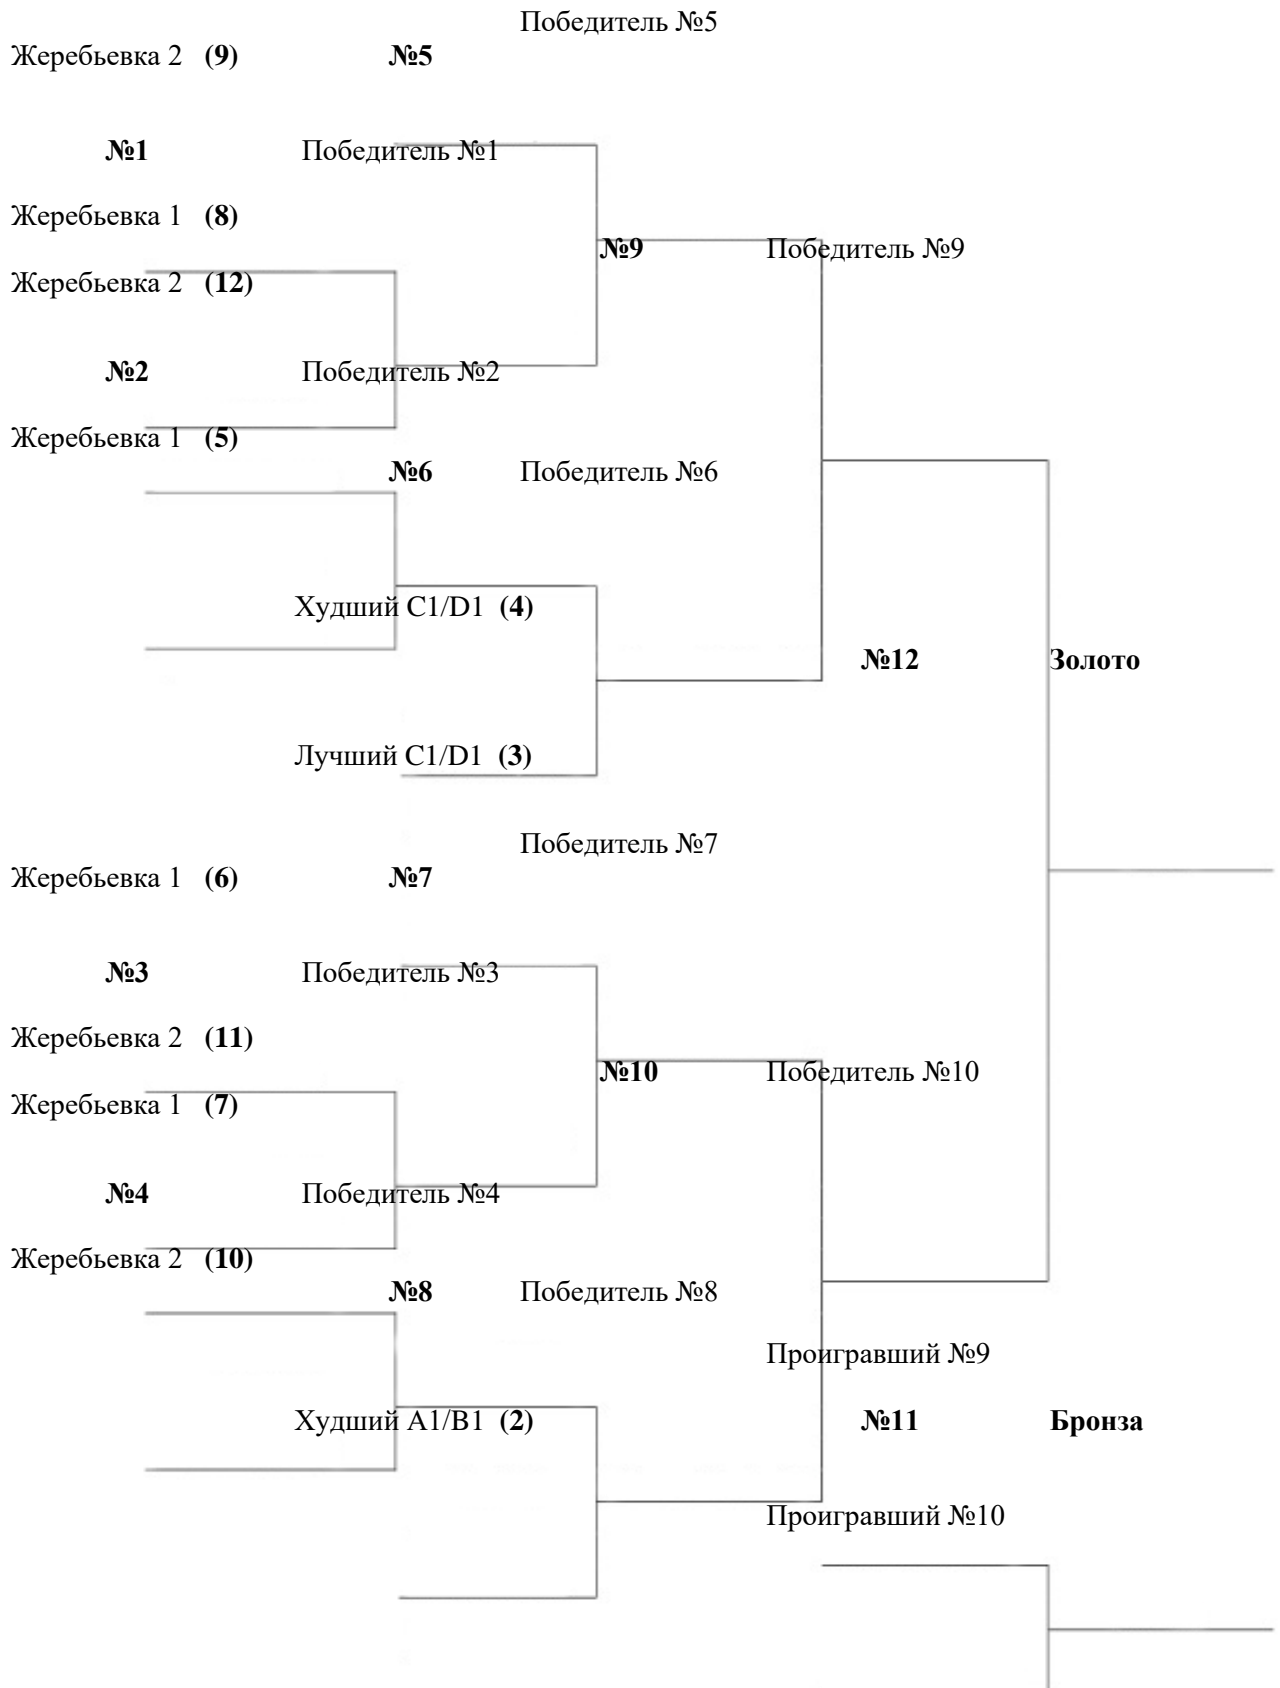 Победитель №5
Жеребьевка 2 (9) №5
№1 Победитель №1
Жеребьевка 1 (8)
№9 Победитель №9
Жеребьевка 2 (12)
№2 Победитель №2
Жеребьевка 1 (5)
№6 Победитель №6
Худший C1/D1 (4)
№12 Золото
Лучший C1/D1 (3)
Победитель №7
Жеребьевка 1 (6) №7
№3 Победитель №3
Жеребьевка 2 (11)
№10 Победитель №10
Жеребьевка 1 (7)
№4 Победитель №4
Жеребьевка 2 (10)
№8 Победитель №8
Проигравший №9
Худший A1/B1 (2) №11 Бронза
Проигравший №10